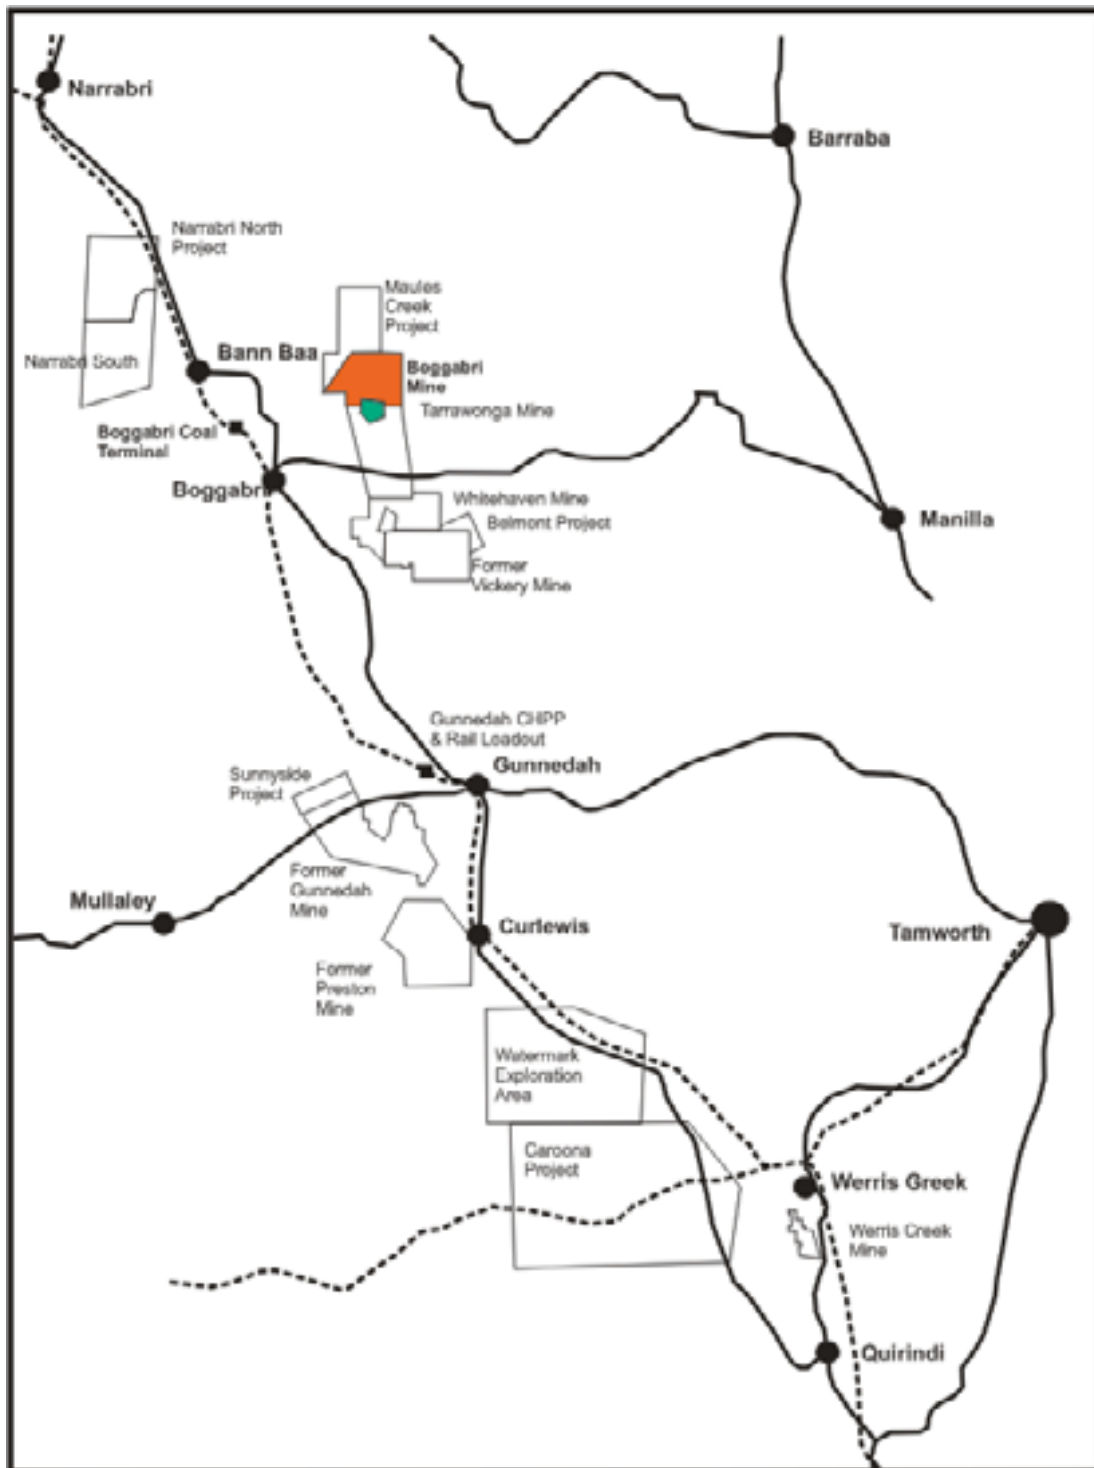 Narrabri
Barraba
Narrabri North
Project
Maules
Creek
Project
Narrabri South
Bann Baa
Boggabri
Mine
Tarrawonga Mine
Boggabri Coal
Terminal
Boggabri
Whitehaven Mine
Belmont Project
Manilla
Former
Vickery Mine
Gunnedah CHPP
& Rail Loadout
Gunnedah
Sunnyside
Project
Former
Gunnedah
Mine
Mullaley
Curlewis
Tamworth
Former
Preston
Mine
Watermark
Exploration
Area
Caroona
Project
Werris Greek
Werris Creek
Mine
Quirindi